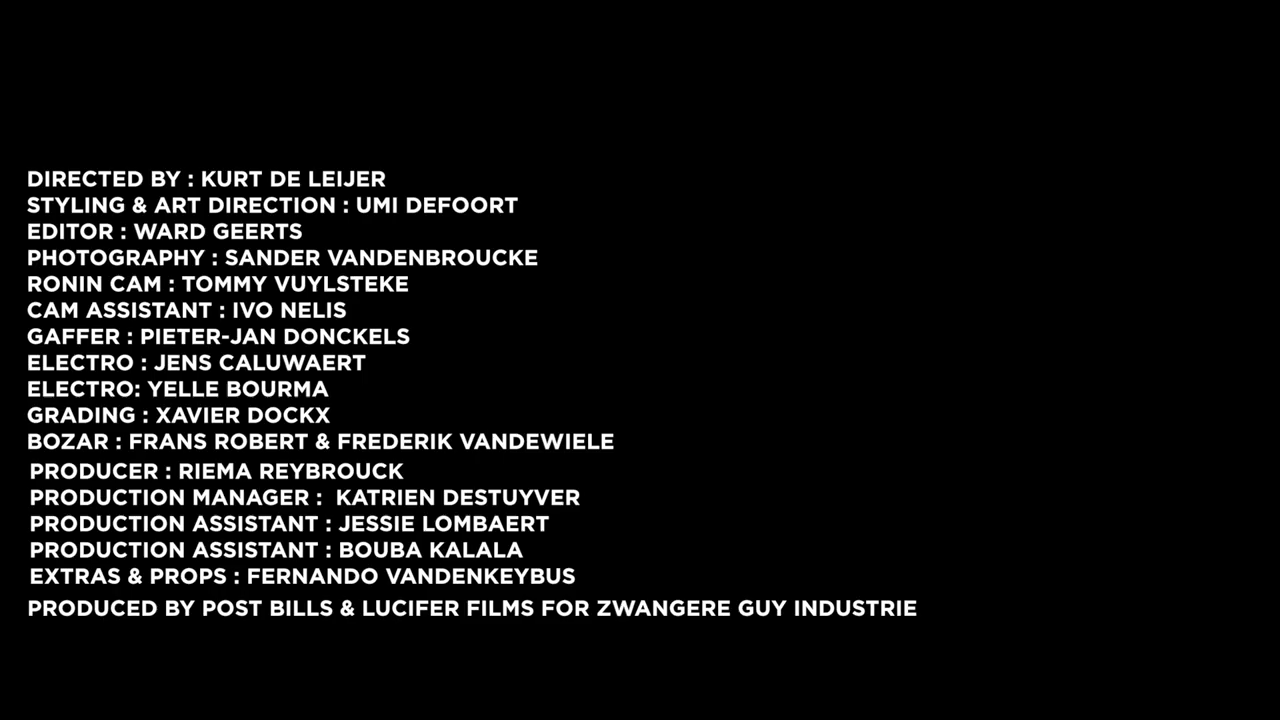 DIRECTED BY : KURT DE LEIJER
STYLING & ART DIRECTION : UMI DEFOORT
EDITOR : WARD GEERTS
PHOTOGRAPHY : SANDER VANDENBROUCKE
RONIN CAM : TOMMY VUYLSTEKE
CAM ASSISTANT : IVO NELIS
GAFFER : PIETER-JAN DONCKELS
ELECTRO : JENS CALUWAERT
ELECTRO: YELLE BOURMA
GRADING : XAVIER DOCKX
BOZAR : FRANS ROBERT & FREDERIK VANDEWIELE
PRODUCER : RIEMA REYBROUCK
PRODUCTION MANAGER :  KATRIEN DESTUYVER
PRODUCTION ASSISTANT : JESSIE LOMBAERT
PRODUCTION ASSISTANT : BOUBA KALALA
EXTRAS & PROPS : FERNANDO VANDENKEYBUS
PRODUCED BY POST BILLS & LUCIFER FILMS FOR ZWANGERE GUY INDUSTRIE